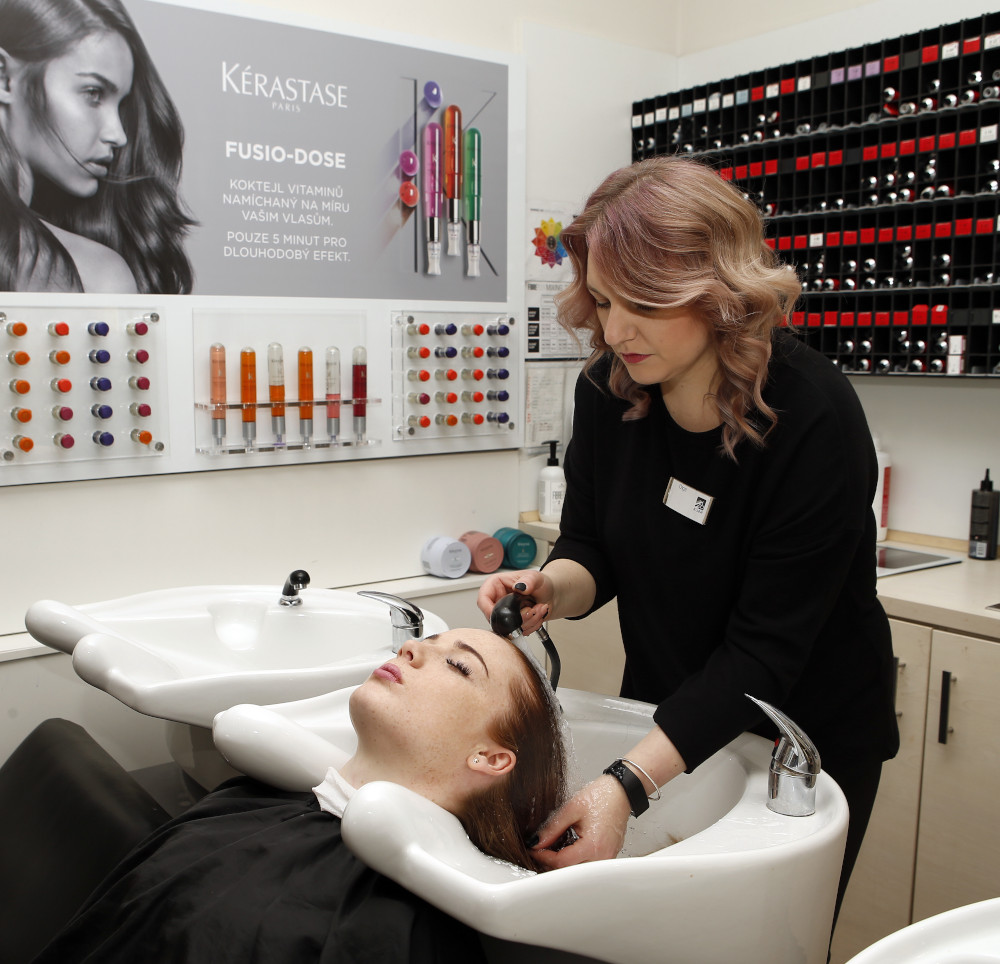 KÉRASTASE
PARIS
FUSIO-DOSE
KOKTEJL VITAMINŮ
NAMÍCHANÝ NA MÍRU
VAŠIM VLASŮM.
POUZE 5 MINUT PRO
DLOUHODOBÝ EFEKT.